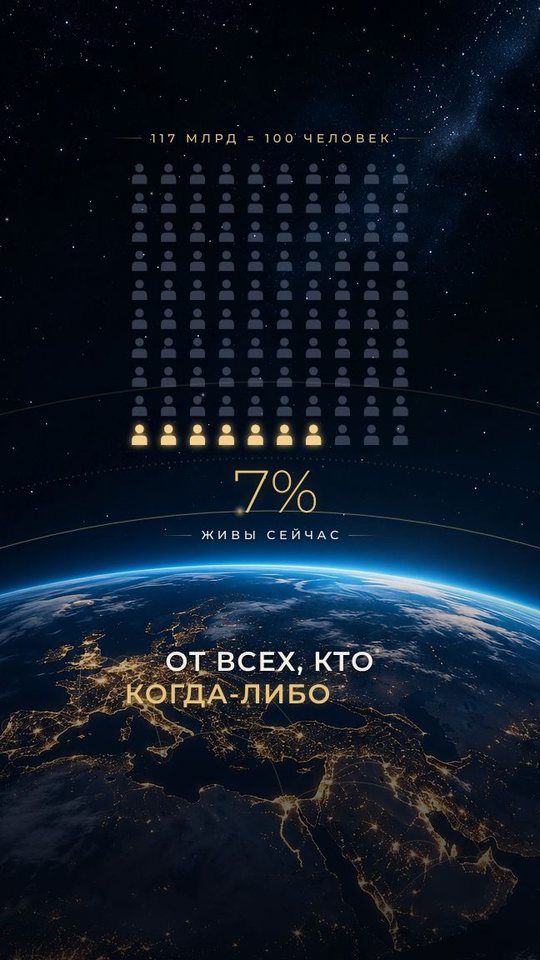 117 МЛРД = 100 ЧЕЛОВЕК
7%
ЖИВЫ СЕЙЧАС
ОТ ВСЕХ, КТО
КОГДА-ЛИБО